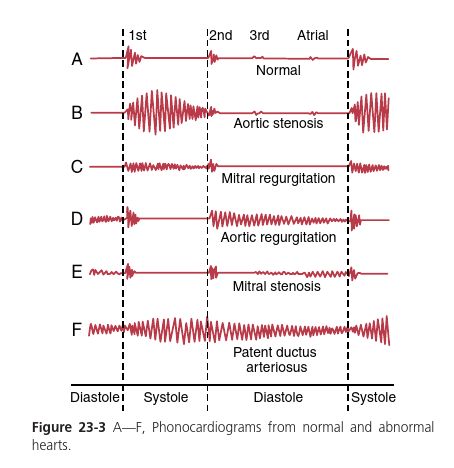 1st 2nd 3rd Atrial
A
Normal
B
Aortic stenosis
C
Mitral regurgitation
D
Aortic regurgitation
E
Mitral stenosis
F
Patent ductus
arteriosus
Diastole Systole Diastole Systole
Figure 23-3 A—F, Phonocardiograms from normal and abnormal
hearts.